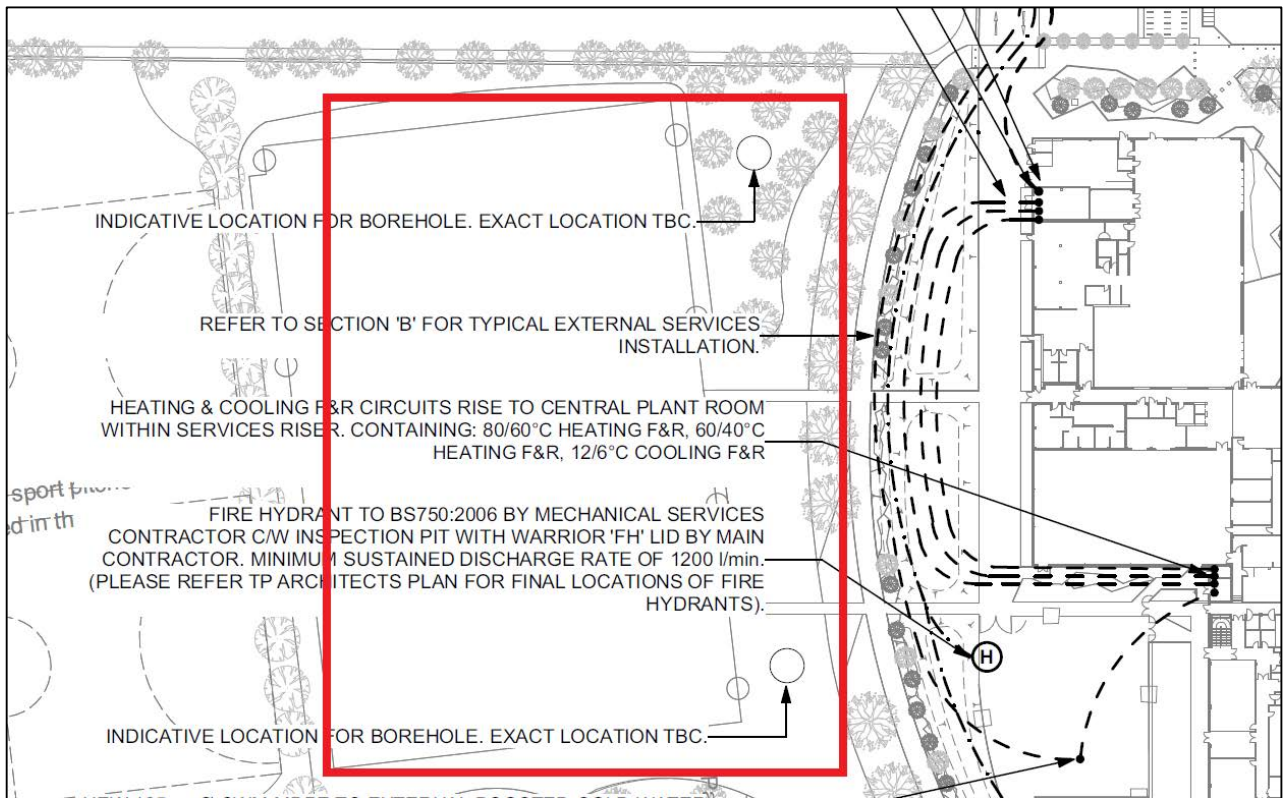 INDICATIVE LOCATION FOR BOREHOLE. EXACT LOCATION TBC.
REFER TO SECTION 'B' FOR TYPICAL EXTERNAL SERVICES
INSTALLATION.
HEATING & COOLING F&R CIRCUITS RISE TO CENTRAL PLANT ROOM
WITHIN SERVICES RISER. CONTAINING: 80/60°C HEATING F&R, 60/40°C
HEATING F&R, 12/6°C COOLING F&R
sport
ed in th
FIRE HYDRANT TO BS750:2006 BY MECHANICAL SERVICES
CONTRACTOR C/W INSPECTION PIT WITH WARRIOR 'FH' LID BY MAIN
CONTRACTOR. MINIMUM SUSTAINED DISCHARGE RATE OF 1200 l/min.
(PLEASE REFER TP ARCHITECTS PLAN FOR FINAL LOCATIONS OF FIRE
HYDRANTS).
H
INDICATIVE LOCATION FOR BOREHOLE. EXACT LOCATION TBC.